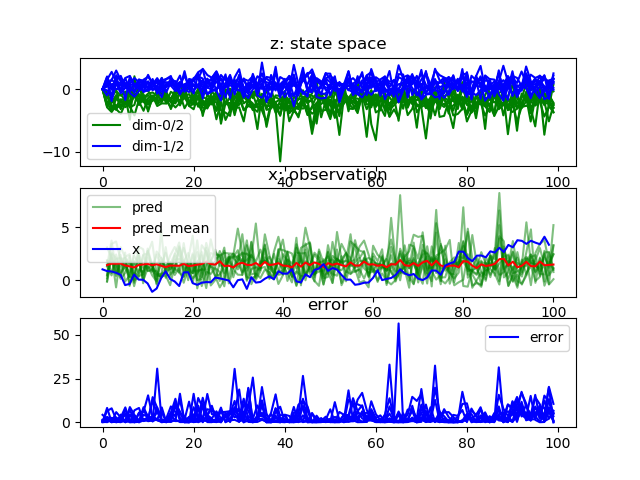 z: state space
0
−10
dim-0/2
dim-1/2
0 20 40 60 80 100
x: observation
5
0
pred
pred_mean
x
0 20 40 60 80 100
error
50
25
0
error
0 20 40 60 80 100